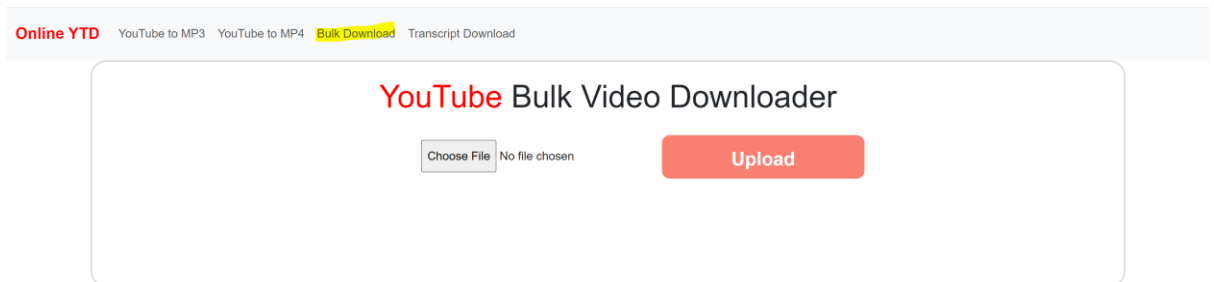 Online YTD YouTube to MP3 YouTube to MP4 Bulk Download Transcript Download
YouTube Bulk Video Downloader
Choose File No file chosen Upload